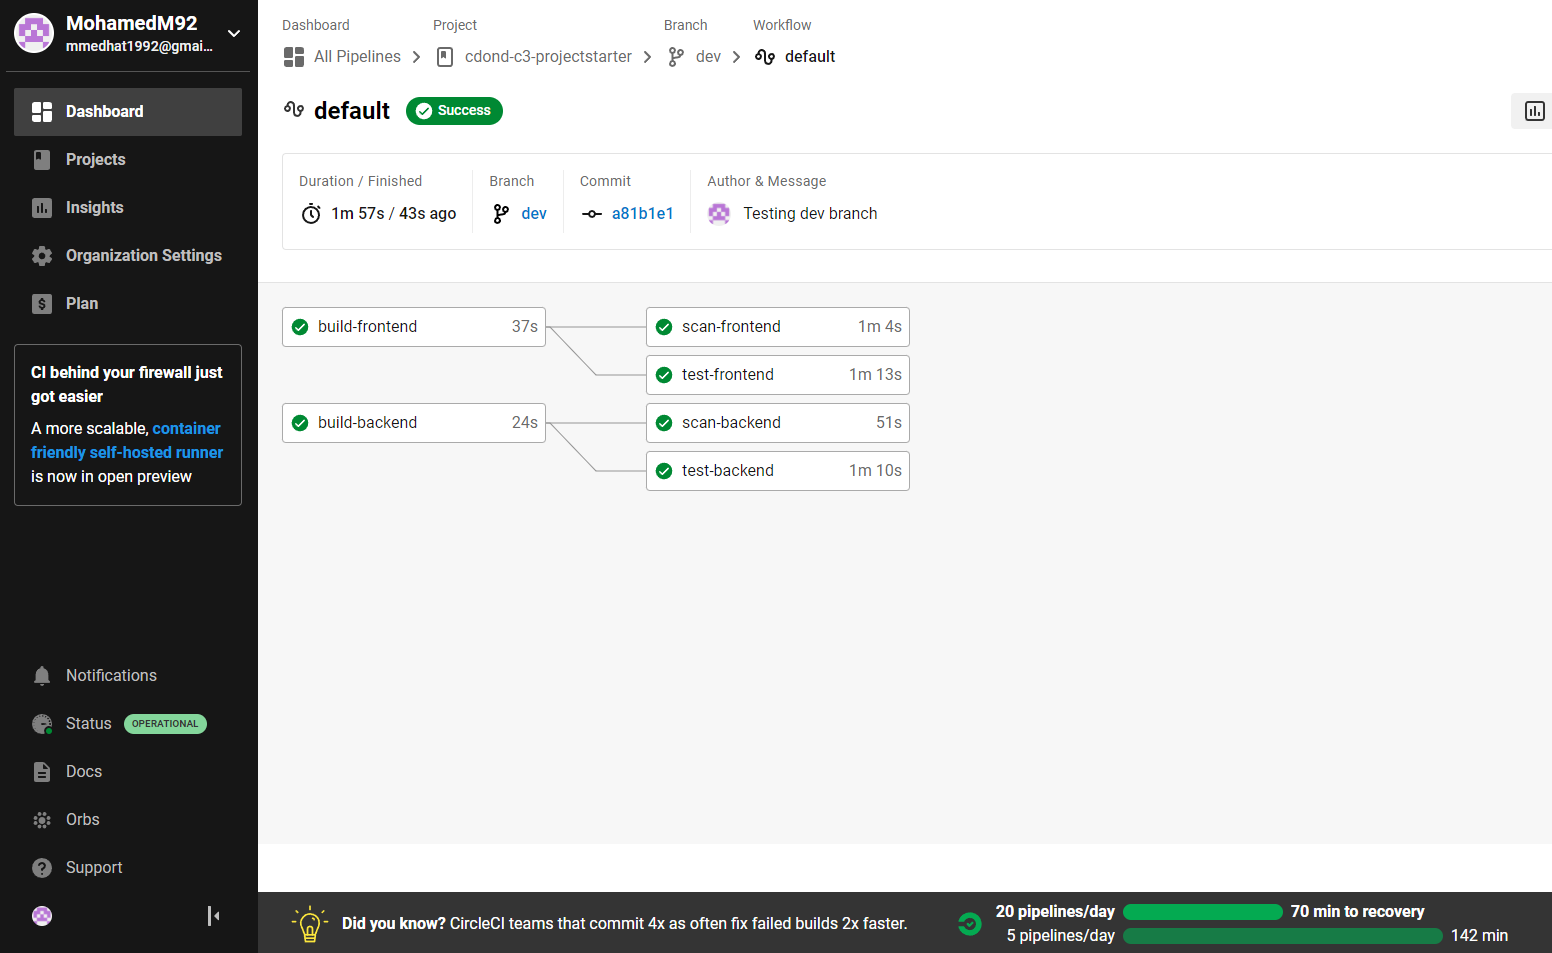 MohamedM92
mmedhat1992@gmai...
Dashboard
Projects
Insights
Organization Settings
Plan
CI behind your firewall just
got easier
A more scalable, container
friendly self-hosted runner
is now in open preview
Notifications
Status OPERATIONAL
Docs
Orbs
Support
Dashboard Project Branch Workflow
All Pipelines cdond-c3-projectstarter dev default
default Success
Duration / Finished Branch Commit Author & Message
1m 57s / 43s ago dev a81b1e1 Testing dev branch
build-frontend 37s scan-frontend 1m 4s
test-frontend 1m 13s
build-backend 24s scan-backend 51s
test-backend 1m 10s
Did you know? CircleCI teams that commit 4x as often fix failed builds 2x faster.
20 pipelines/day 70 min to recovery
5 pipelines/day 142 min